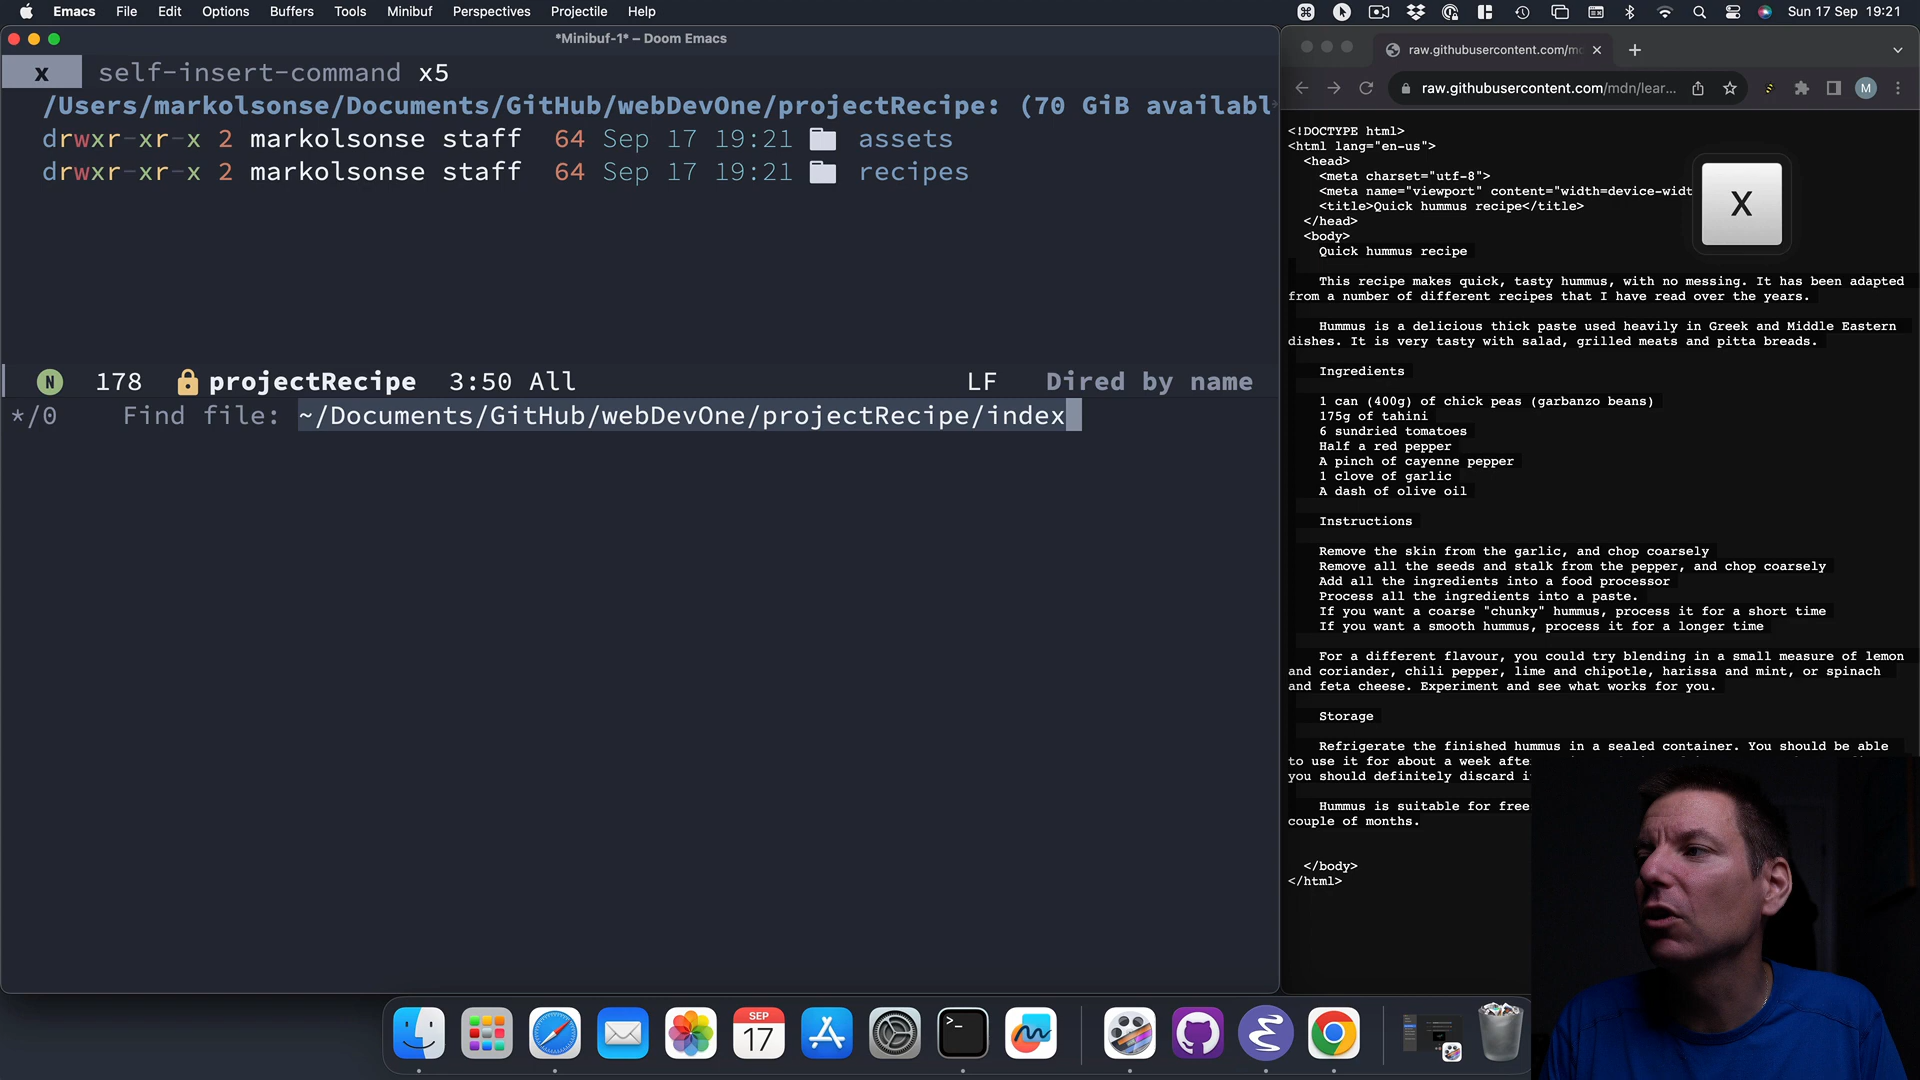 Emacs File Edit Options Buffers Tools Minibuf Perspectives Projectile Help
Sun 17 Sep 19:21
*Minibuf-1* – Doom Emacs
x self-insert-command x5
/Users/markolsonse/Documents/GitHub/webDevOne/projectRecipe: (70 GiB availabl
drwxr-xr-x 2 markolsonse staff 64 Sep 17 19:21 assets
drwxr-xr-x 2 markolsonse staff 64 Sep 17 19:21 recipes
N 178 projectRecipe 3:50 All LF Dired by name
*/0 Find file: ~/Documents/GitHub/webDevOne/projectRecipe/index
raw.githubusercontent.com/m
raw.githubusercontent.com/mdn/lear...
M
<!DOCTYPE html>
<html lang="en-us">
<head>
<meta charset="utf-8">
<meta name="viewport" content="width=device-widt
<title>Quick hummus recipe</title>
</head>
<body>
X
Quick hummus recipe
This recipe makes quick, tasty hummus, with no messing. It has been adapted
from a number of different recipes that I have read over the years.
Hummus is a delicious thick paste used heavily in Greek and Middle Eastern
dishes. It is very tasty with salad, grilled meats and pitta breads.
Ingredients
1 can (400g) of chick peas (garbanzo beans)
175g of tahini
6 sundried tomatoes
Half a red pepper
A pinch of cayenne pepper
1 clove of garlic
A dash of olive oil
Instructions
Remove the skin from the garlic, and chop coarsely
Remove all the seeds and stalk from the pepper, and chop coarsely
Add all the ingredients into a food processor
Process all the ingredients into a paste.
If you want a coarse "chunky" hummus, process it for a short time
If you want a smooth hummus, process it for a longer time
For a different flavour, you could try blending in a small measure of lemon
and coriander, chili pepper, lime and chipotle, harissa and mint, or spinach
and feta cheese. Experiment and see what works for you.
Storage
Refrigerate the finished hummus in a sealed container. You should be able
to use it for about a week afte
you should definitely discard i
Hummus is suitable for free
couple of months.
</body>
</html>
SEP
17